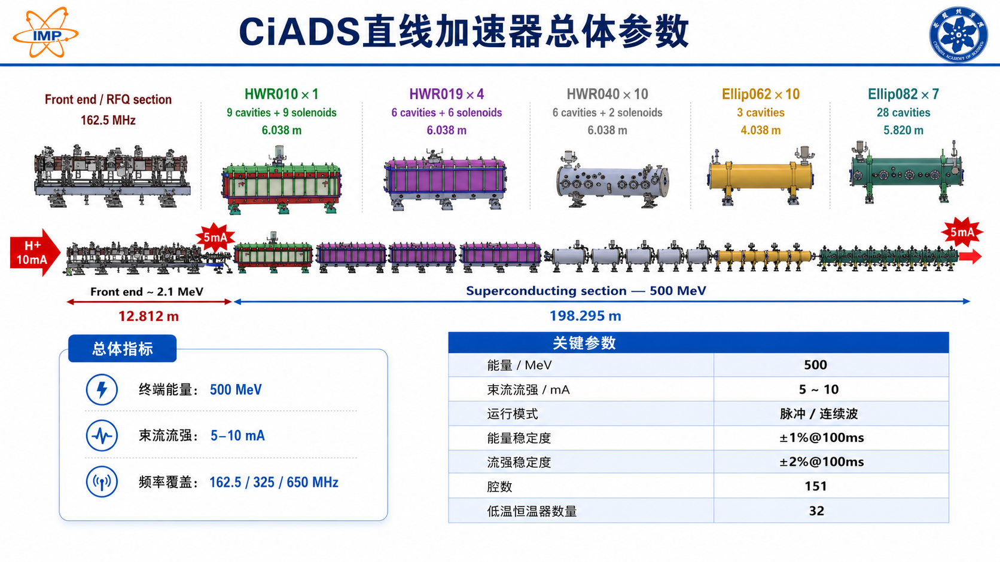 IMP
CiADS直线加速器总体参数
CHINESE ACADEMY OF SCIENCES
Front end / RFQ section
162.5 MHz
HWR010 × 1
9 cavities + 9 solenoids
6.038 m
HWR019 × 4
6 cavities + 6 solenoids
6.038 m
HWR040 × 10
6 cavities + 2 solenoids
6.038 m
Ellip062 × 10
3 cavities
4.038 m
Ellip082 × 7
28 cavities
5.820 m
H+
10mA
5mA
5mA
Front end ~ 2.1 MeV
12.812 m
Superconducting section — 500 MeV
198.295 m
总体指标
终端能量： 500 MeV
束流流强： 5–10 mA
频率覆盖： 162.5 / 325 / 650 MHz
关键参数
能量 / MeV 500
束流流强 / mA 5 ~ 10
运行模式 脉冲 / 连续波
能量稳定度 ±1%@100ms
流强稳定度 ±2%@100ms
腔数 151
低温恒温器数量 32